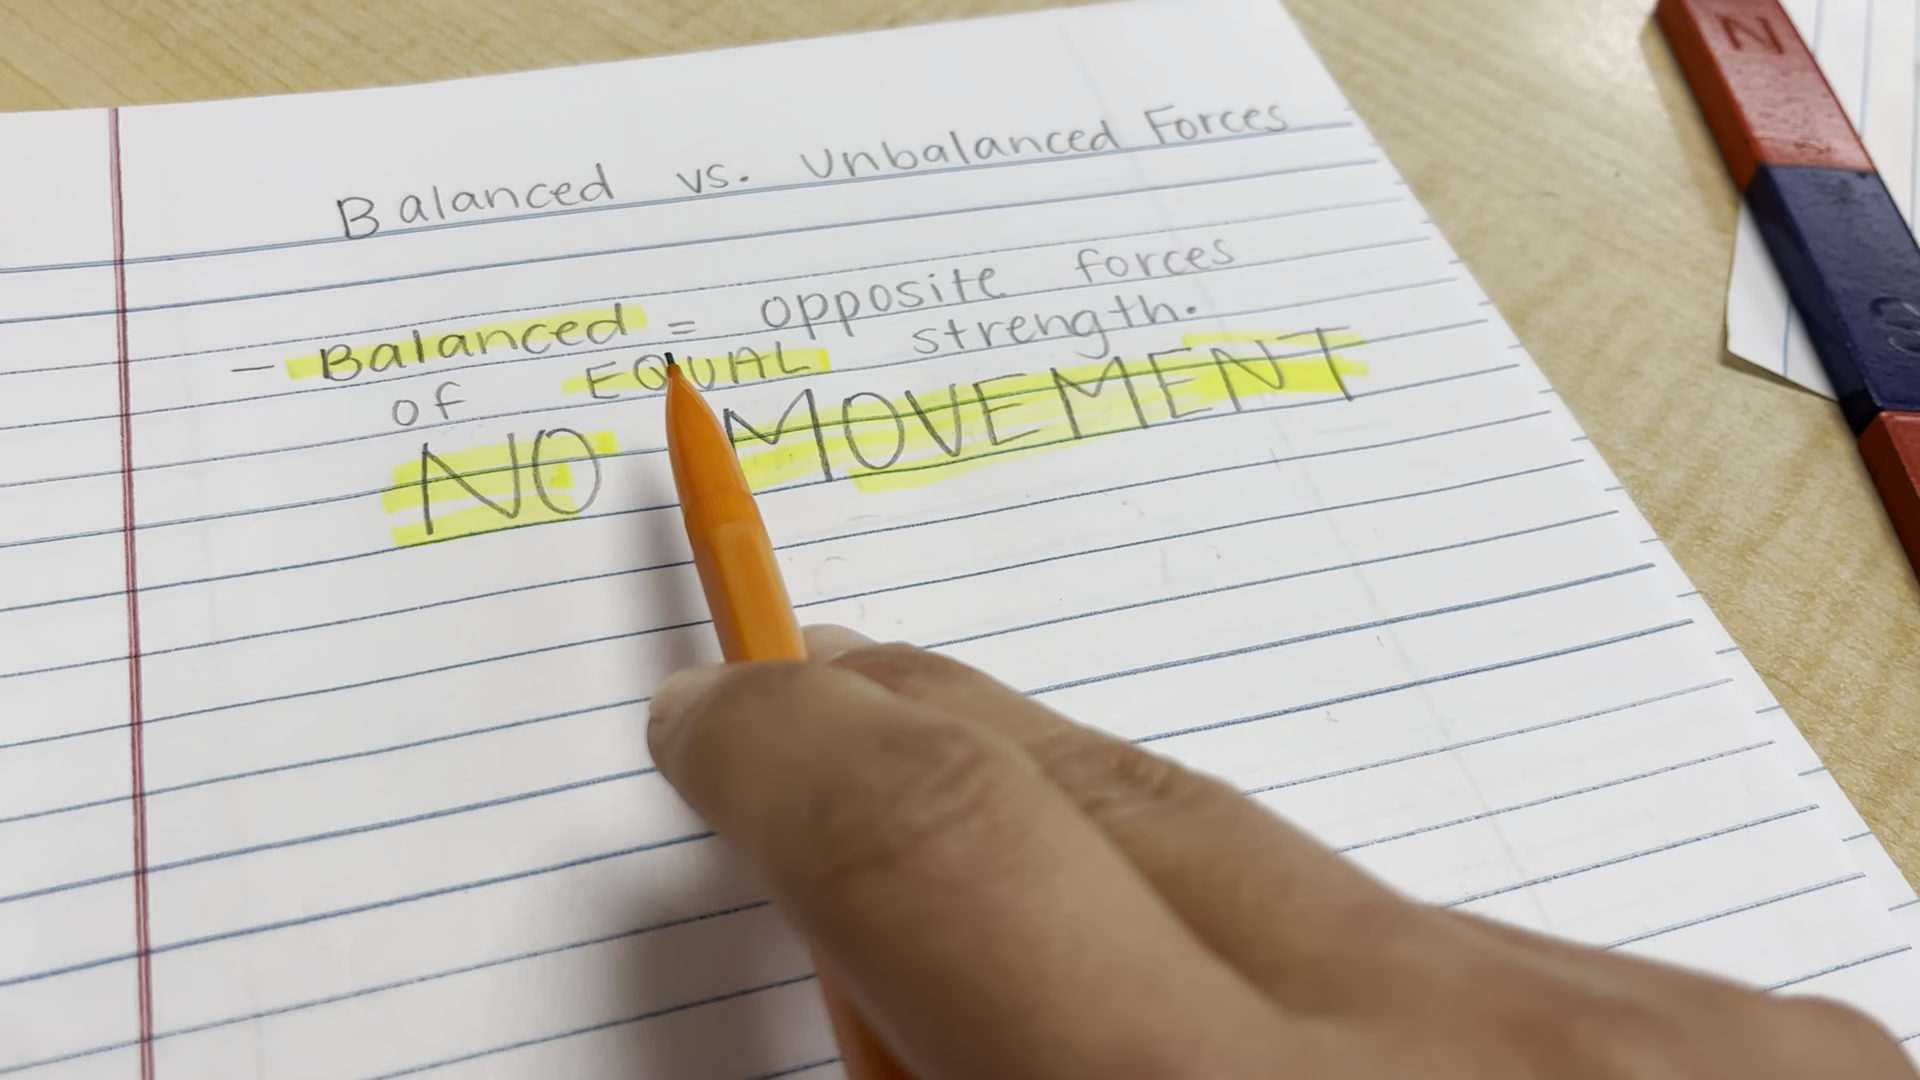 Balanced vs. Unbalanced Forces
- Balanced = opposite forces
of EQUAL strength.
NO MOVEMENT
N
S